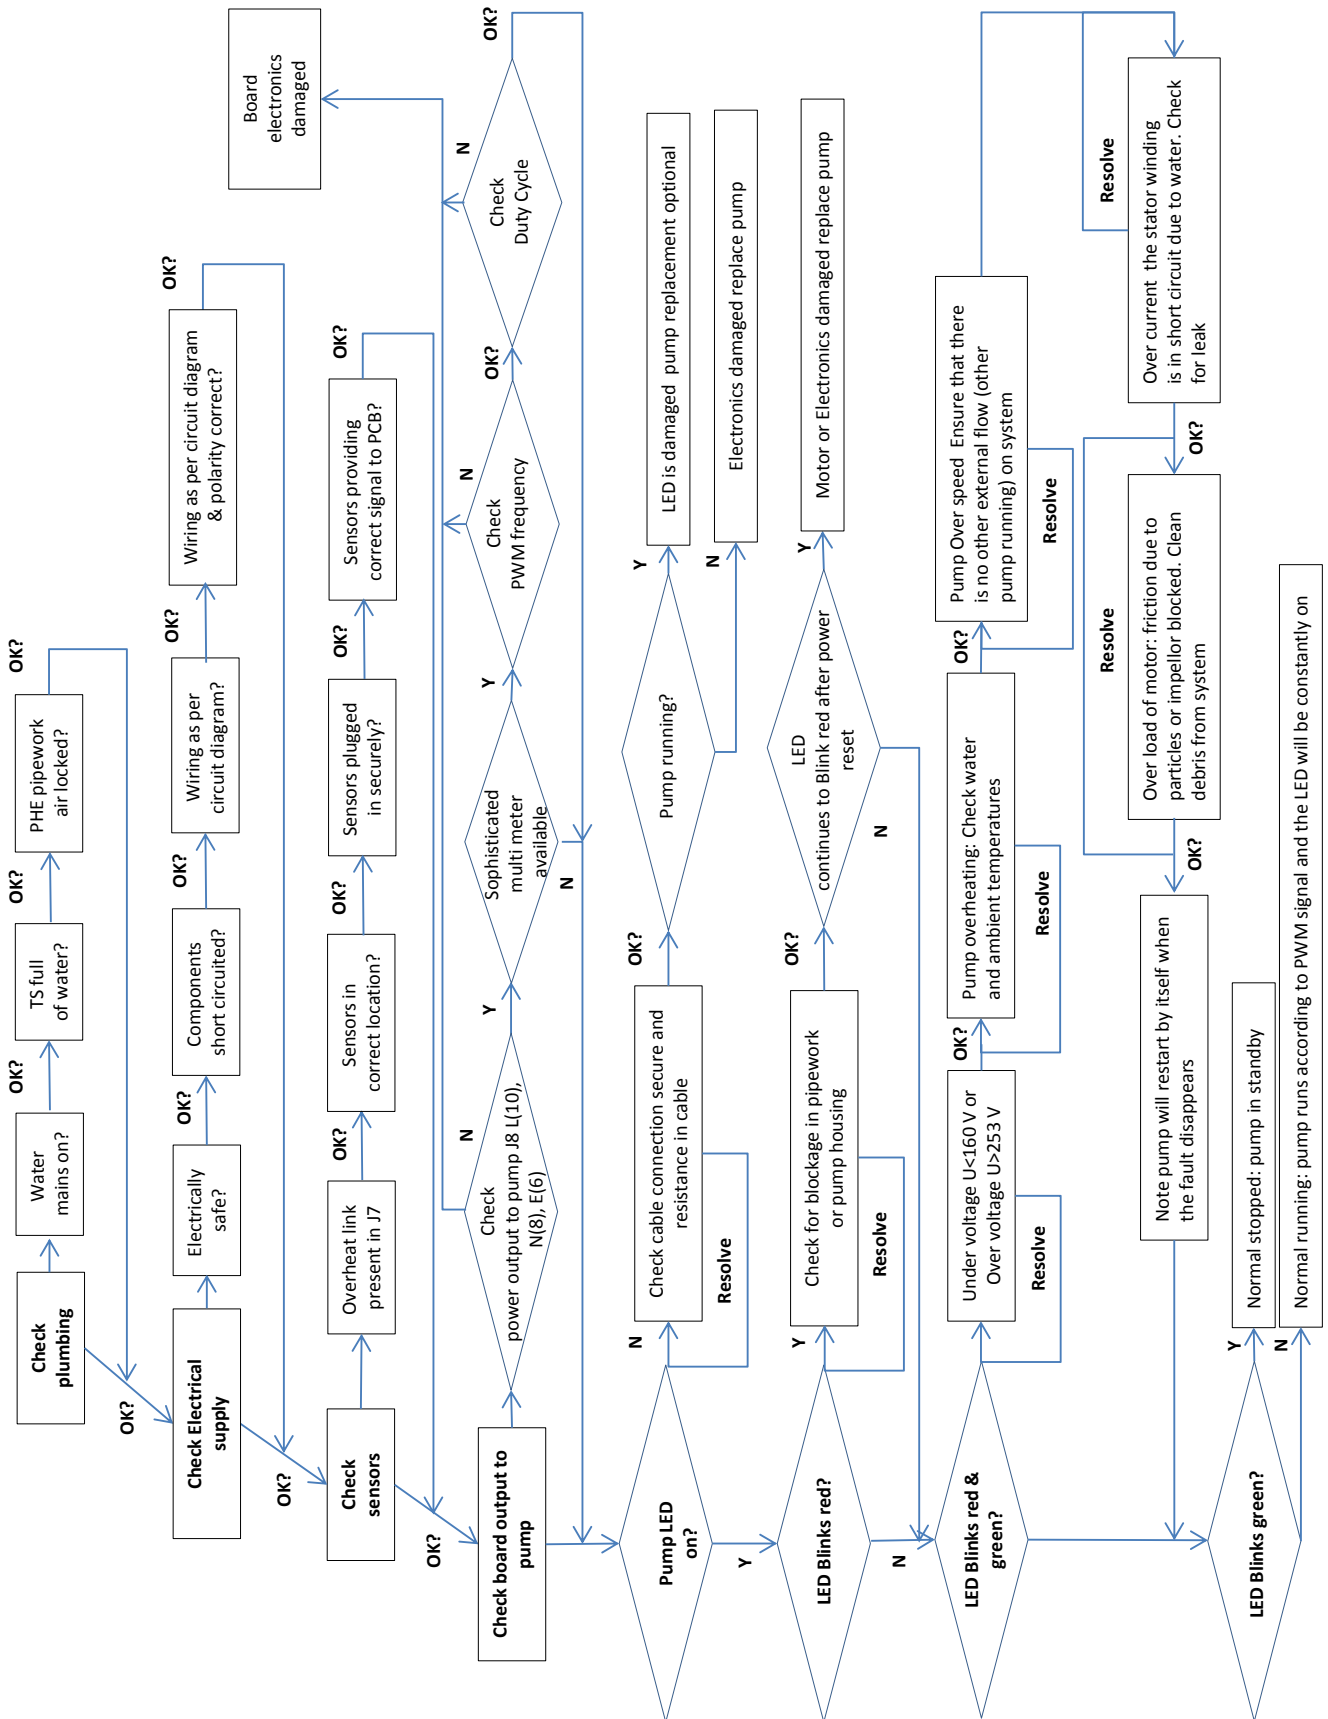 Check
plumbing
Water
mains on?
OK?
TS full
of water?
OK?
PHE pipework
air locked?
OK?
OK?
Check Electrical
supply
Electrically
safe?
OK?
Components
short circuited?
OK?
Wiring as per
circuit diagram?
OK?
Wiring as per circuit diagram
& polarity correct?
OK?
OK?
Check
sensors
Overheat link
present in J7
OK?
Sensors in
correct location?
OK?
Sensors plugged
in securely?
OK?
Sensors providing
correct signal to PCB?
OK?
OK?
Check board output to
pump
Check
power output to pump J8 L(10),
N(8), E(6)
N
Y
Sophisticated
multi meter
available
N
Y
Check
PWM frequency
N
OK?
Check
Duty Cycle
N
OK?
Board
electronics
damaged
Pump LED
on?
N
Check cable connection secure and
resistance in cable
Resolve
OK?
Pump running?
Y
LED is damaged pump replacement optional
N
Electronics damaged replace pump
Y
LED Blinks red?
Y
Check for blockage in pipework
or pump housing
Resolve
OK?
LED
continues to Blink red after power
reset
Y
Motor or Electronics damaged replace pump
N
N
LED Blinks red &
green?
Under voltage U<160 V or
Over voltage U>253 V
Resolve
OK?
Pump overheating: Check water
and ambient temperatures
Resolve
OK?
Pump Over speed Ensure that there
is no other external flow (other
pump running) on system
Resolve
Over current the stator winding
is in short circuit due to water. Check
for leak
Resolve
OK?
Over load of motor: friction due to
particles or impellor blocked. Clean
debris from system
Resolve
OK?
Note pump will restart by itself when
the fault disappears
LED Blinks green?
Y
Normal stopped: pump in standby
N
Normal running: pump runs according to PWM signal and the LED will be constantly on